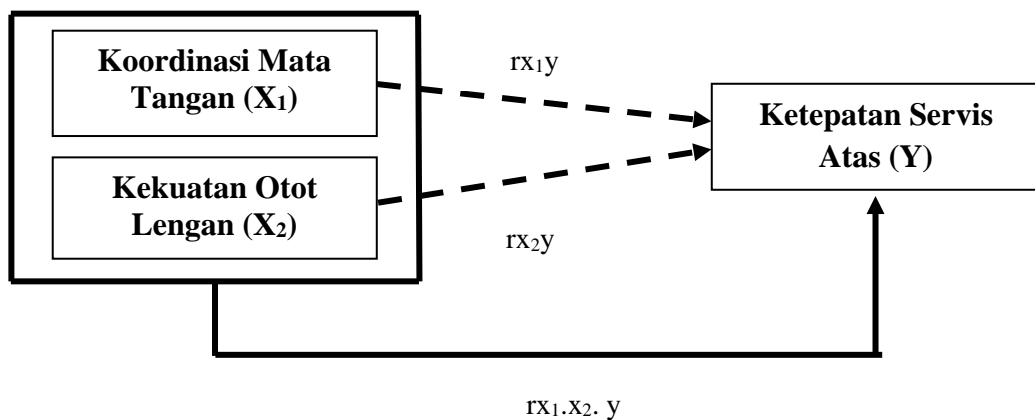 Koordinasi Mata
Tangan (X₁)
rx₁y
Ketepatan Servis
Atas (Y)
Kekuatan Otot
Lengan (X₂)
rx₂y
rx₁.x₂. y